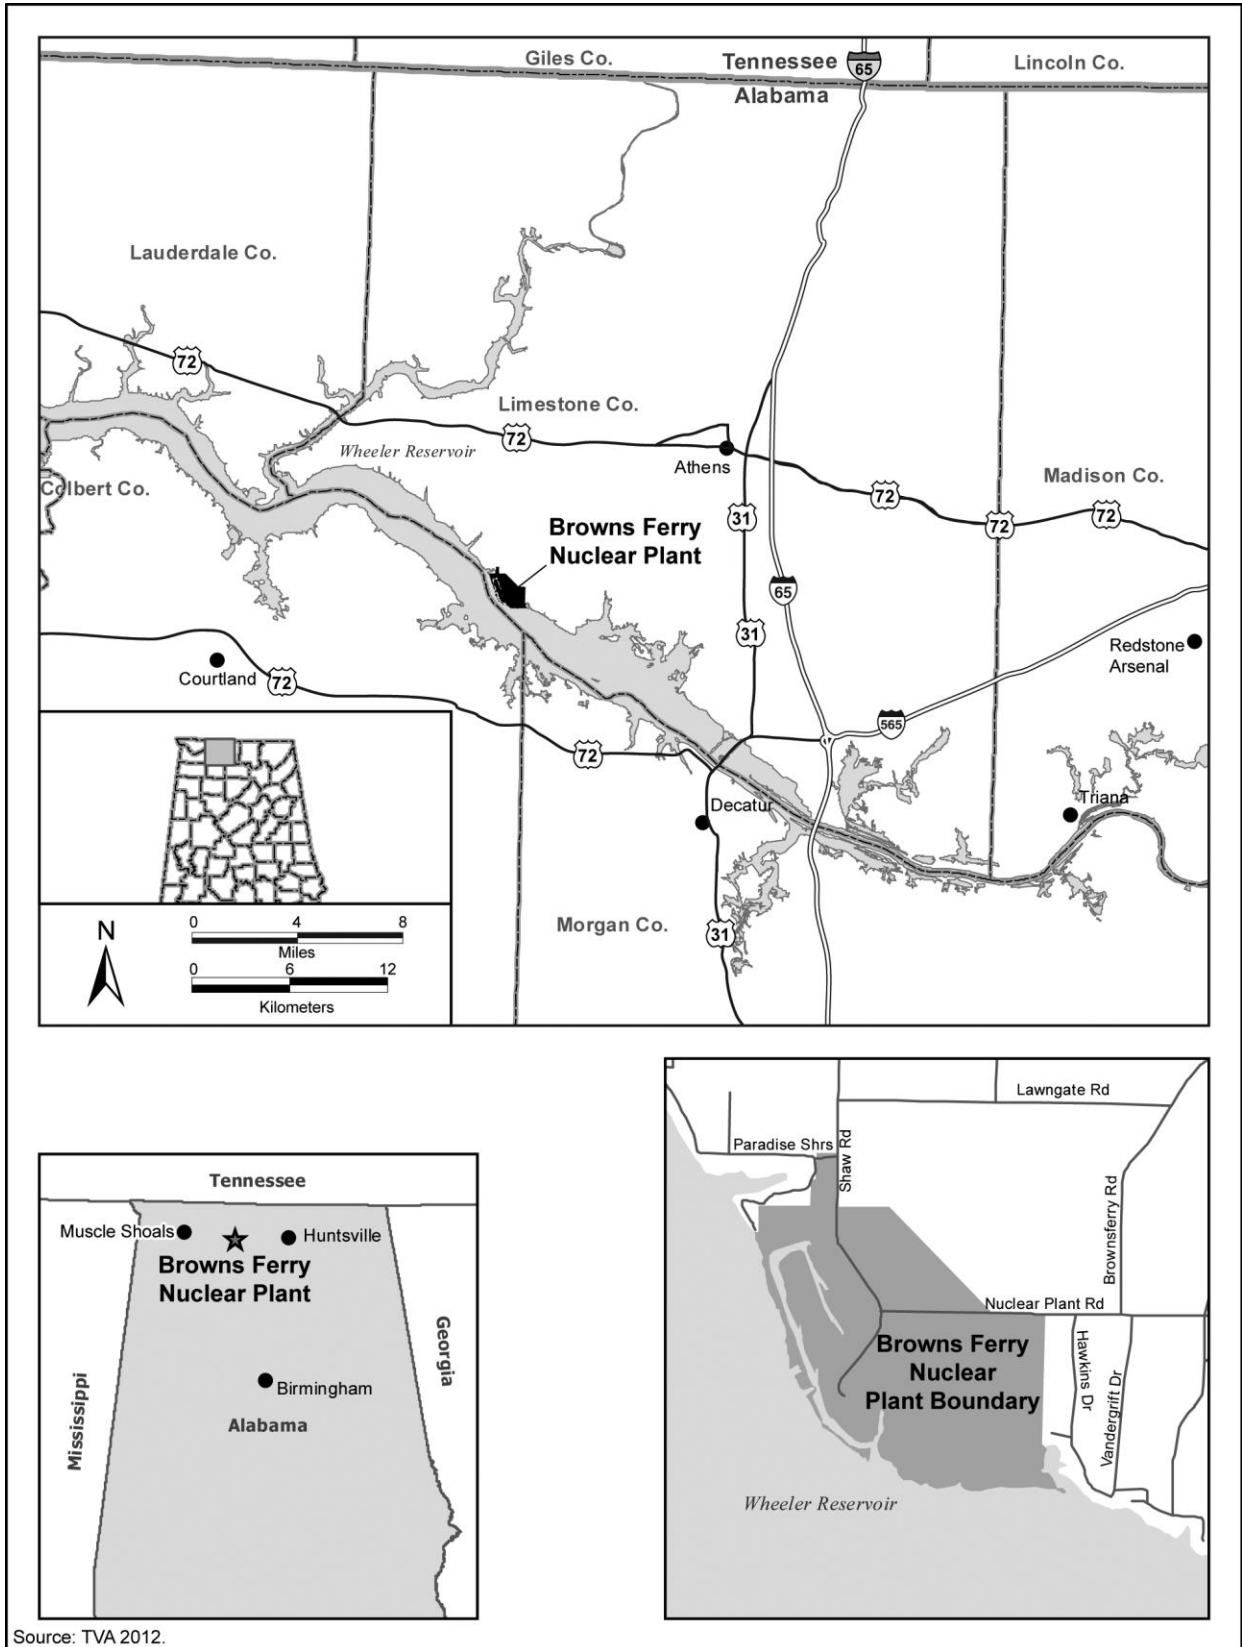 Giles Co.
Tennessee
65
Lincoln Co.
Alabama
Lauderdale Co.
72
Limestone Co.
72
Wheeler Reservoir
Athens
Colbert Co.
Madison Co.
72
72
72
31
Browns Ferry
Nuclear Plant
65
31
Redstone
Arsenal
Courtland
72
565
72
Decatur
Triana
Morgan Co.
31
N
0 4 8
Miles
0 6 12
Kilometers
Lawngate Rd
Paradise Shrs
Shaw Rd
Brownsferry Rd
Nuclear Plant Rd
Hawkins Dr
Vandergrift Dr
Browns Ferry
Nuclear
Plant Boundary
Wheeler Reservoir
Tennessee
Muscle Shoals
Huntsville
Browns Ferry
Nuclear Plant
Georgia
Mississippi
Birmingham
Alabama
Source: TVA 2012.